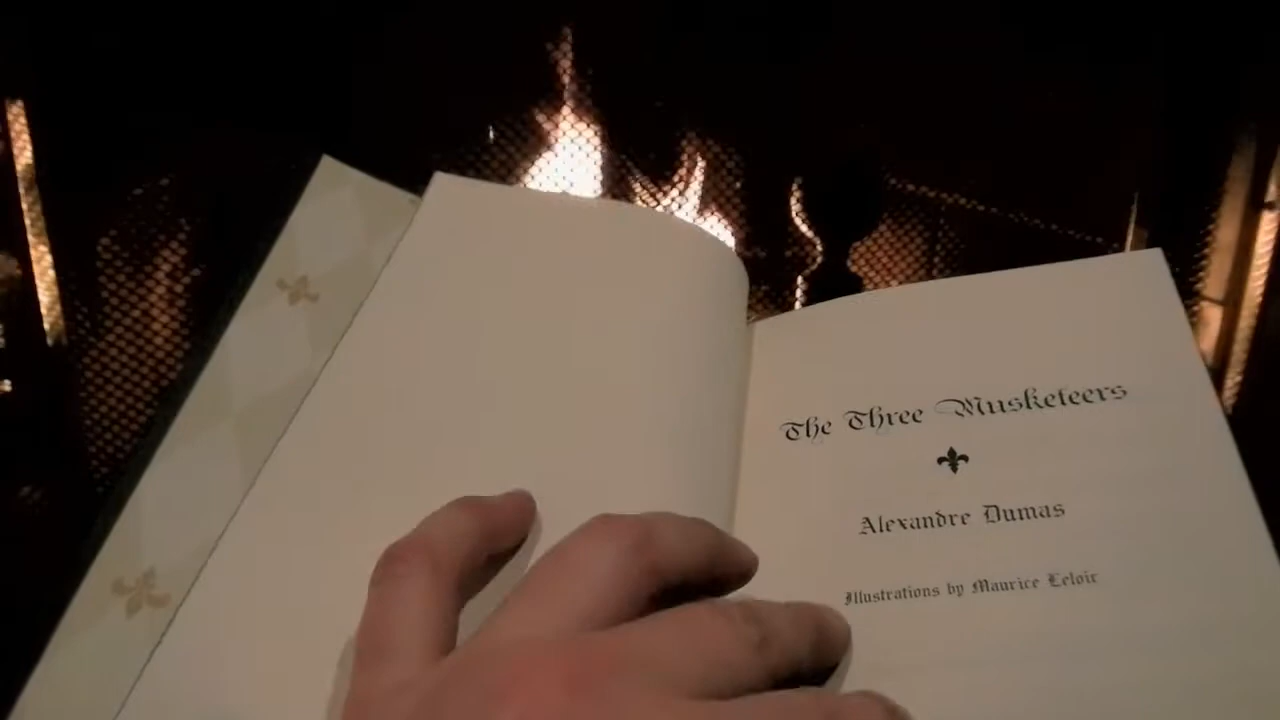 The Three Musketeers
Alexandre Dumas
Illustrations by Maurice Leloir